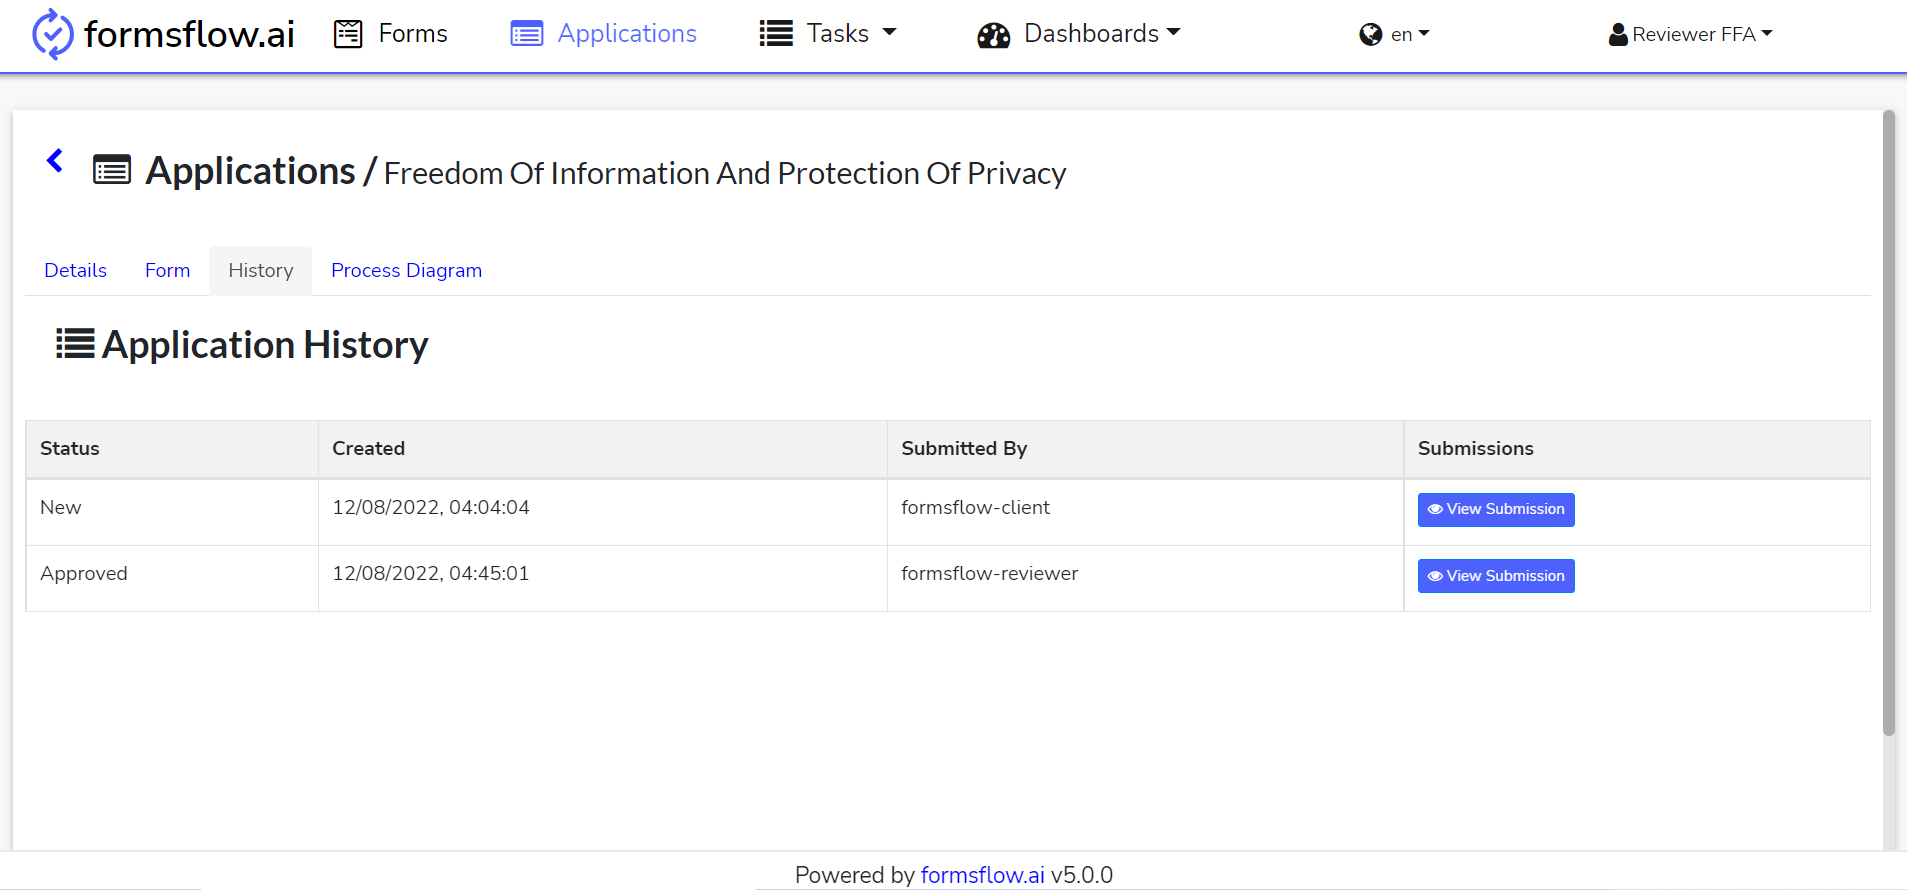 formsflow.ai Forms Applications Tasks Dashboards en Reviewer FFA
Applications / Freedom Of Information And Protection Of Privacy
Details Form History Process Diagram
Application History
Status Created Submitted By Submissions
New 12/08/2022, 04:04:04 formsflow-client View Submission
Approved 12/08/2022, 04:45:01 formsflow-reviewer View Submission
Powered by formsflow.ai v5.0.0